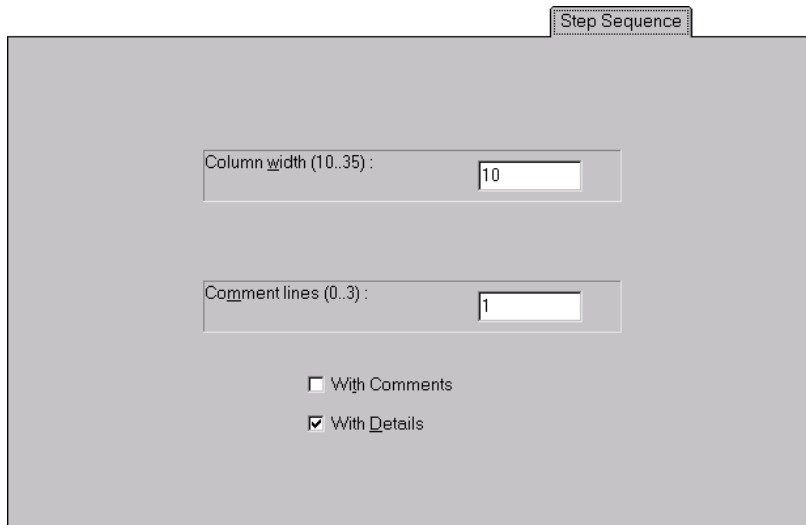 Step Sequence
Column width (10..35) :
10
Comment lines (0..3) :
1
With Comments
With Details